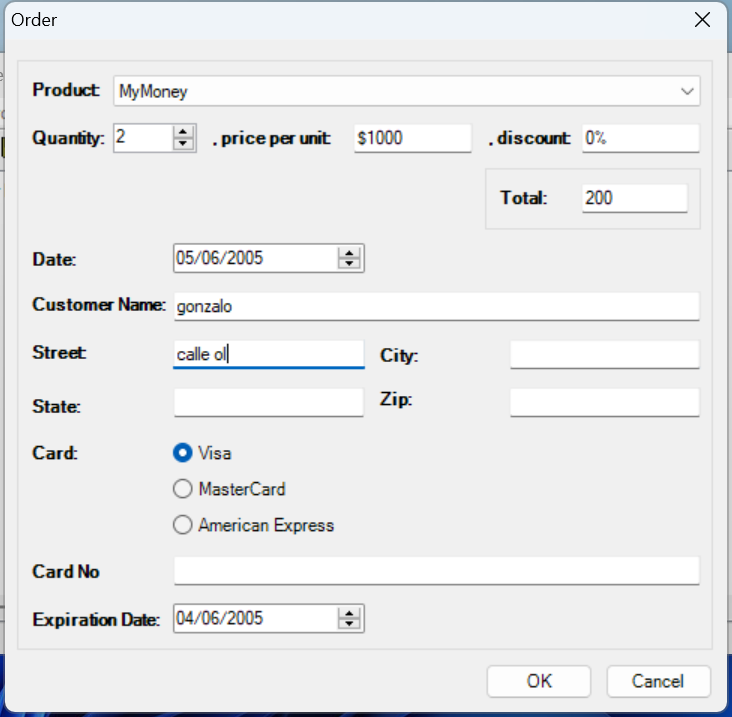 Order
Product: MyMoney
Quantity: 2 , price per unit: $1000 , discount: 0%
Total: 200
Date: 05/06/2005
Customer Name: gonzalo
Street: calle ol
City:
State:
Zip:
Card: Visa
MasterCard
American Express
Card No
Expiration Date: 04/06/2005
OK Cancel